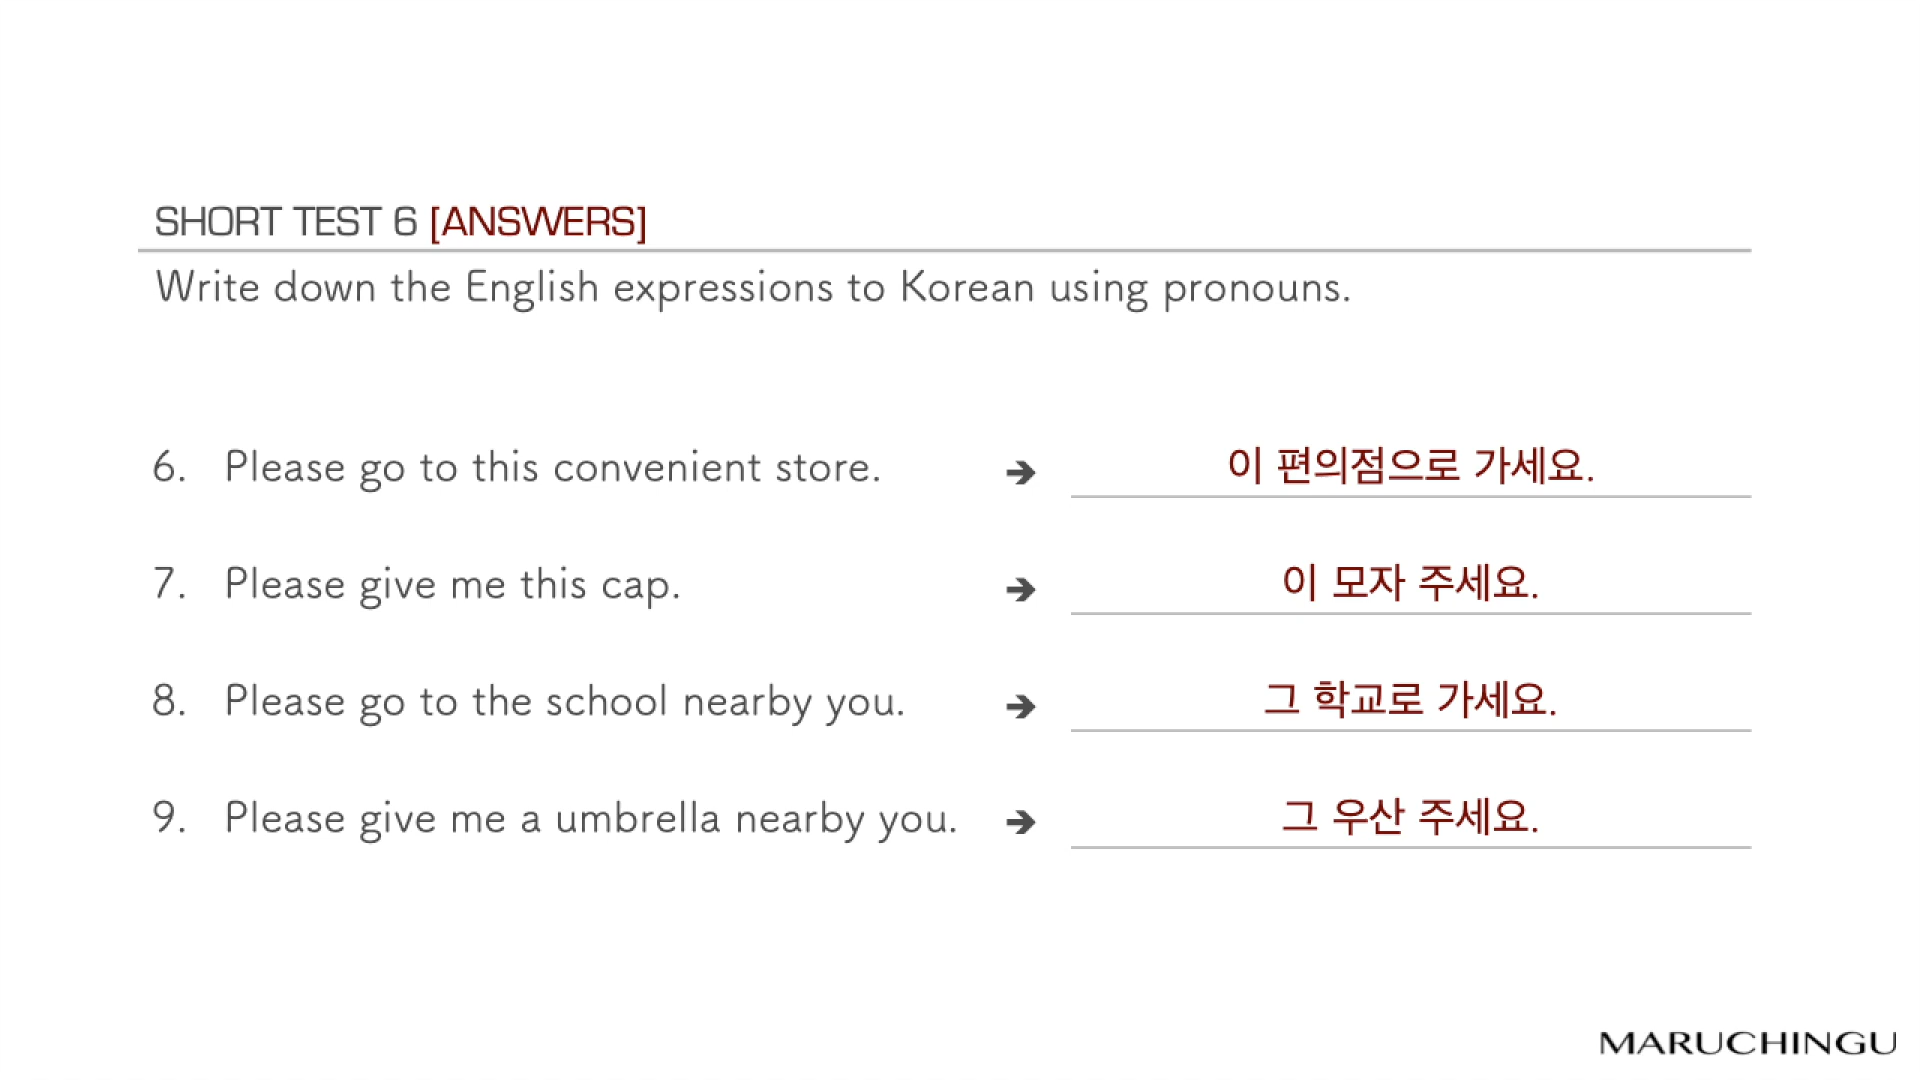 SHORT TEST 6 [ANSWERS]
Write down the English expressions to Korean using pronouns.
6. Please go to this convenient store. ➔ 이 편의점으로 가세요.
7. Please give me this cap. ➔ 이 모자 주세요.
8. Please go to the school nearby you. ➔ 그 학교로 가세요.
9. Please give me a umbrella nearby you. ➔ 그 우산 주세요.
MARUCHINGU